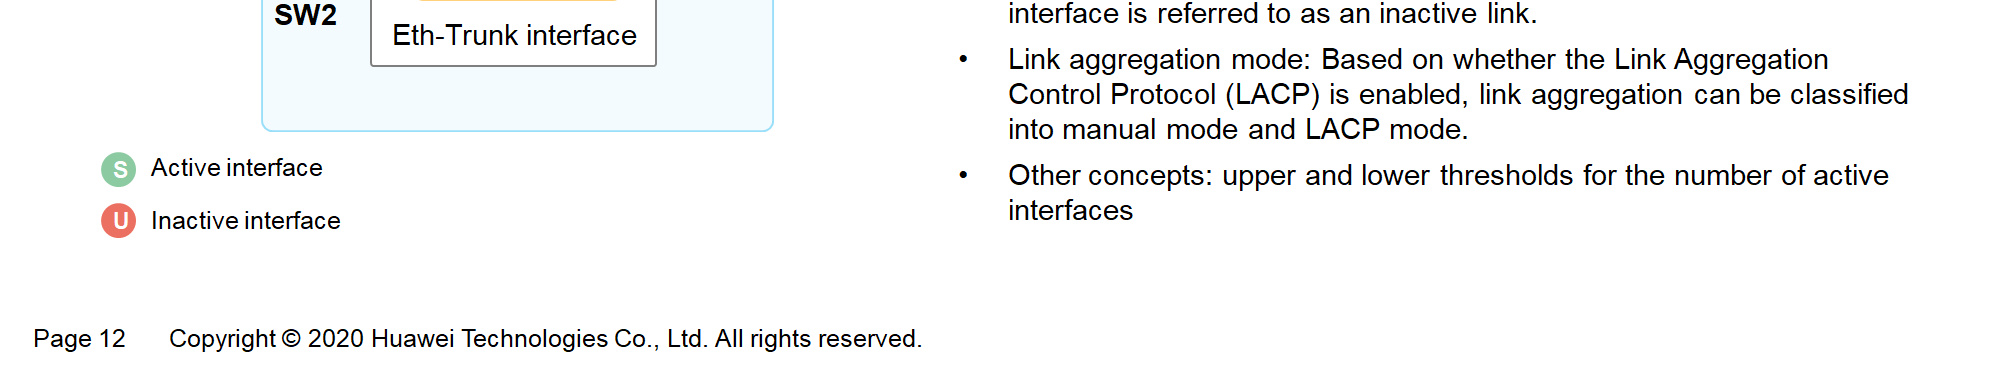 SW2
Eth-Trunk interface
S Active interface
U Inactive interface
interface is referred to as an inactive link.
• Link aggregation mode: Based on whether the Link Aggregation
Control Protocol (LACP) is enabled, link aggregation can be classified
into manual mode and LACP mode.
• Other concepts: upper and lower thresholds for the number of active
interfaces
Page 12 Copyright © 2020 Huawei Technologies Co., Ltd. All rights reserved.